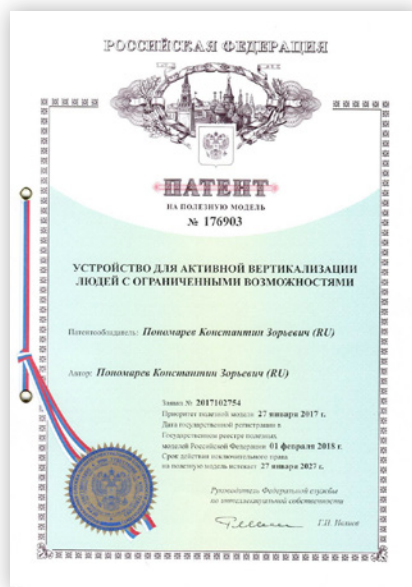 РОССИЙСКАЯ ФЕДЕРАЦИЯ
ПАТЕНТ
НА ПОЛЕЗНУЮ МОДЕЛЬ
№ 176903
УСТРОЙСТВО ДЛЯ АКТИВНОЙ ВЕРТИКАЛИЗАЦИИ
ЛЮДЕЙ С ОГРАНИЧЕННЫМИ ВОЗМОЖНОСТЯМИ
Патентообладатель: Пономарев Константин Зорьевич (RU)
Автор: Пономарев Константин Зорьевич (RU)
Заявка № 2017102754
Приоритет полезной модели 27 января 2017 г.
Дата государственной регистрации в
Государственном реестре полезных
моделей Российской Федерации 01 февраля 2018 г.
Срок действия исключительного права
на полезную модель истекает 27 января 2027 г.
Руководитель Федеральной службы
по интеллектуальной собственности
Г.П. Ивлиев